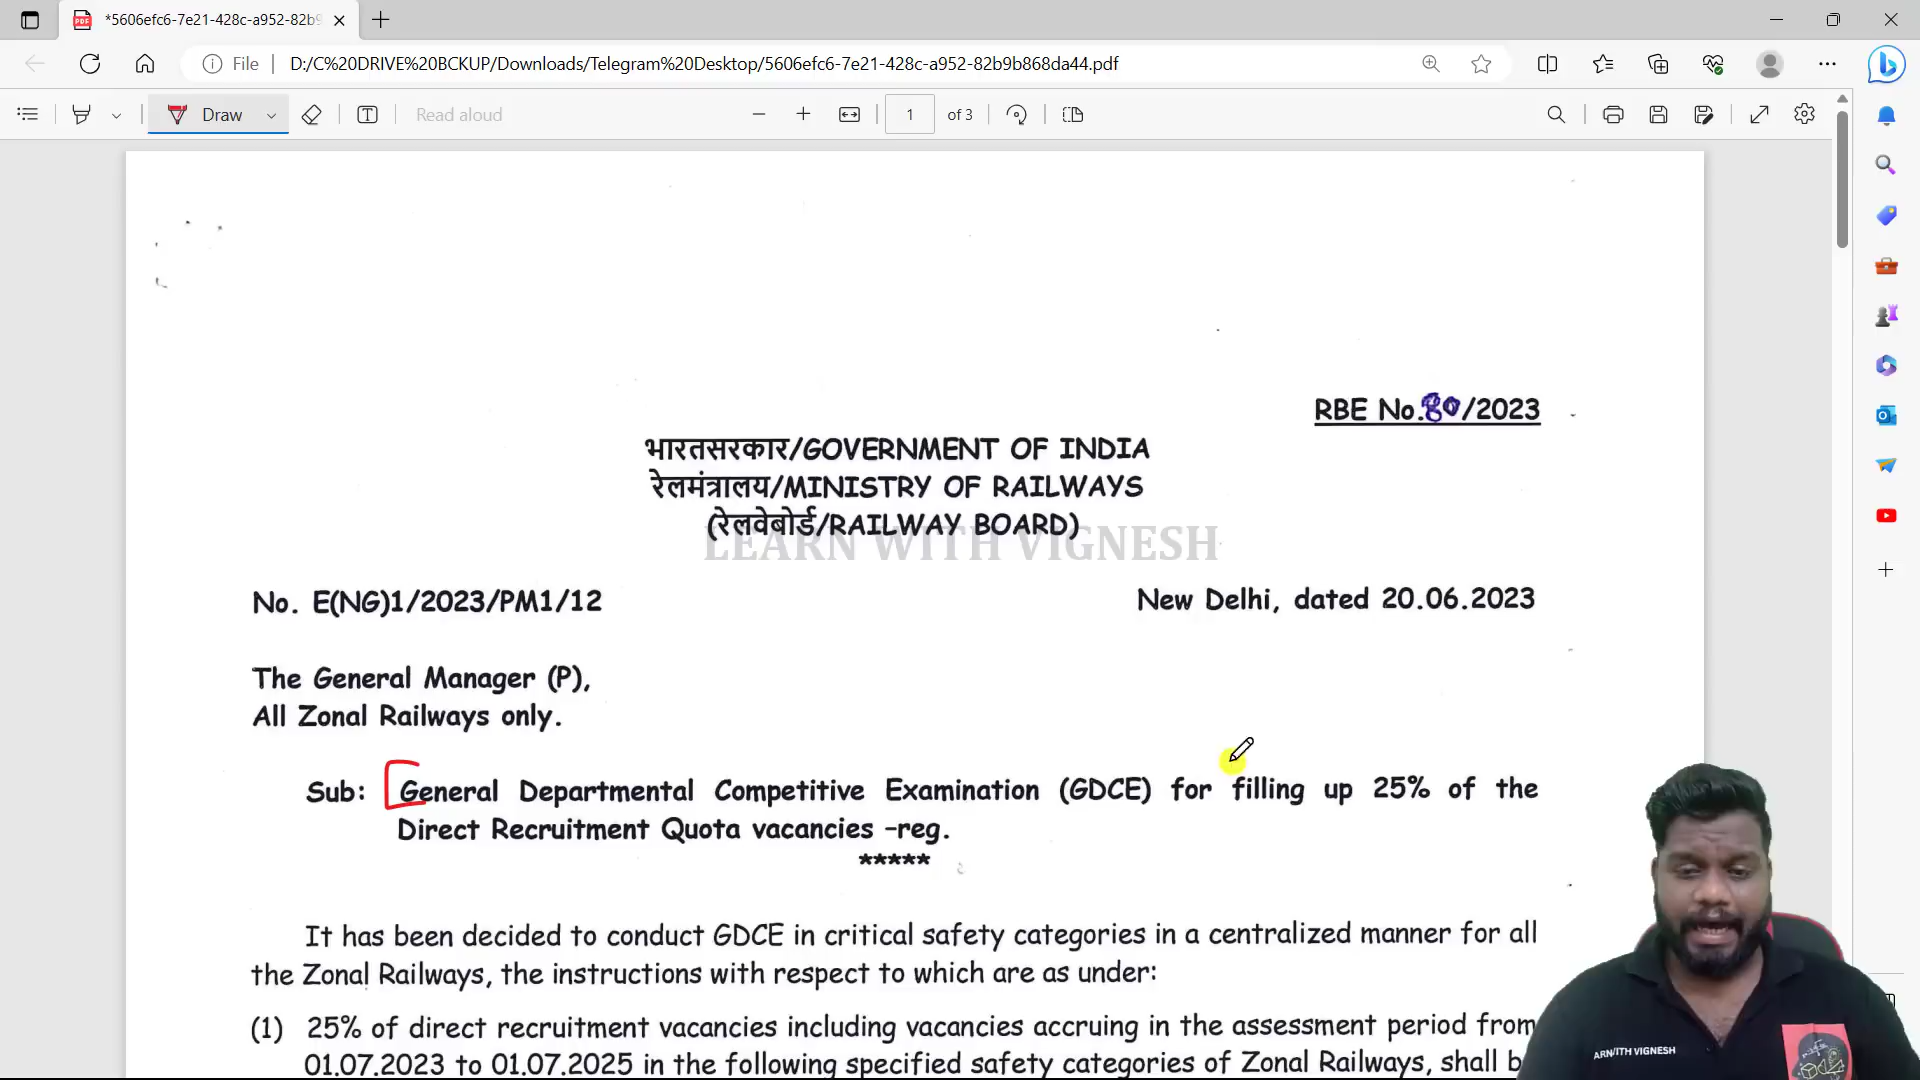 *5606efc6-7e21-428c-a952-82b9
File
D:/C%20DRIVE%20BCKUP/Downloads/Telegram%20Desktop/5606efc6-7e21-428c-a952-82b9b868da44.pdf
Draw
Read aloud
1 of 3
RBE No.80/2023
भारतसरकार/GOVERNMENT OF INDIA
रेलमंत्रालय/MINISTRY OF RAILWAYS
(रेलवेबोर्ड/RAILWAY BOARD)
LEARN WITH VIGNESH
No. E(NG)1/2023/PM1/12
New Delhi, dated 20.06.2023
The General Manager (P),
All Zonal Railways only.
Sub: General Departmental Competitive Examination (GDCE) for filling up 25% of the
Direct Recruitment Quota vacancies –reg.
*****
It has been decided to conduct GDCE in critical safety categories in a centralized manner for all
the Zonal Railways, the instructions with respect to which are as under:
(1) 25% of direct recruitment vacancies including vacancies accruing in the assessment period from
01.07.2023 to 01.07.2025 in the following specified safety categories of Zonal Railways, shall b
ARN WITH VIGNESH